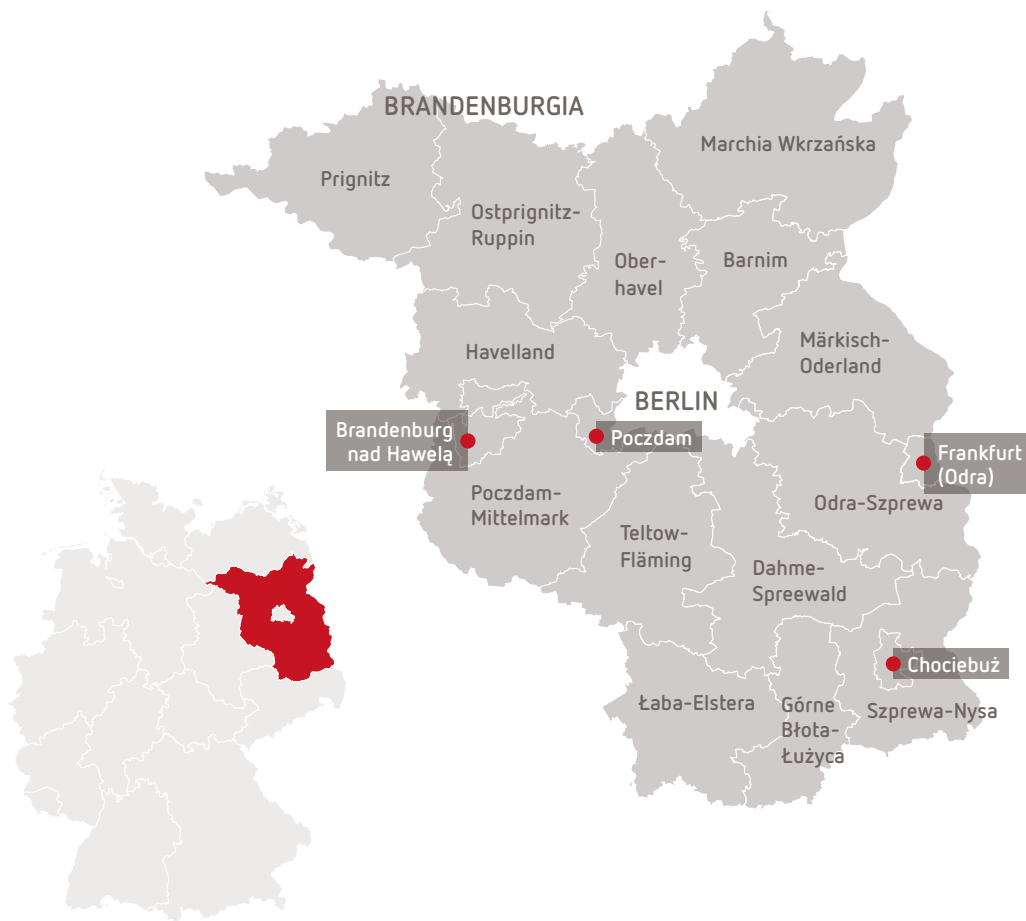 BRANDENBURGIA
Marchia Wkrzańska
Prignitz
Ostprignitz-
Ruppin
Ober-
havel
Barnim
Havelland
Märkisch-
Oderland
BERLIN
Brandenburg
nad Hawelą
Poczdam
Frankfurt
(Odra)
Poczdam-
Mittelmark
Odra-Szprewa
Teltow-
Fläming
Dahme-
Spreewald
Chociebuż
Łaba-Elstera
Górne
Błota-
Łużyca
Szprewa-Nysa